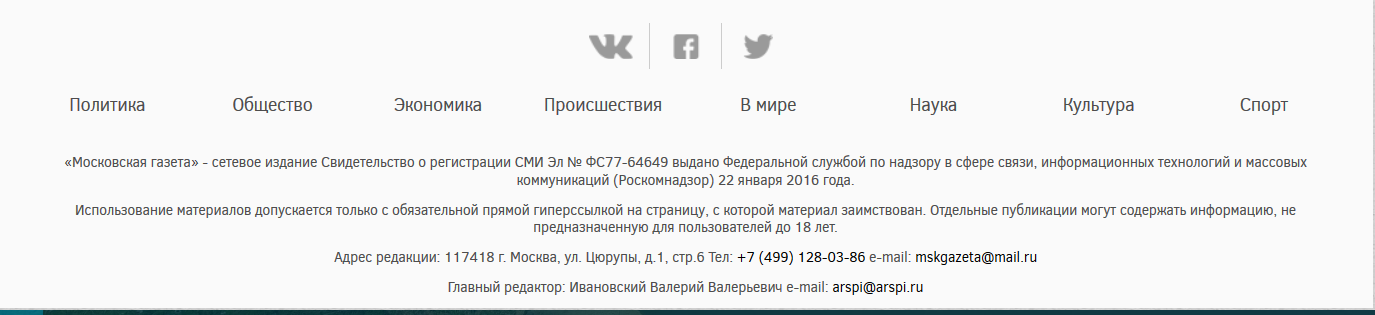 Политика Общество Экономика Происшествия В мире Наука Культура Спорт
«Московская газета» - сетевое издание Свидетельство о регистрации СМИ Эл № ФС77-64649 выдано Федеральной службой по надзору в сфере связи, информационных технологий и массовых
коммуникаций (Роскомнадзор) 22 января 2016 года.
Использование материалов допускается только с обязательной прямой гиперссылкой на страницу, с которой материал заимствован. Отдельные публикации могут содержать информацию, не
предназначенную для пользователей до 18 лет.
Адрес редакции: 117418 г. Москва, ул. Цюрупы, д.1, стр.6 Тел: +7 (499) 128-03-86 e-mail: mskgazeta@mail.ru
Главный редактор: Ивановский Валерий Валерьевич e-mail: arspi@arspi.ru